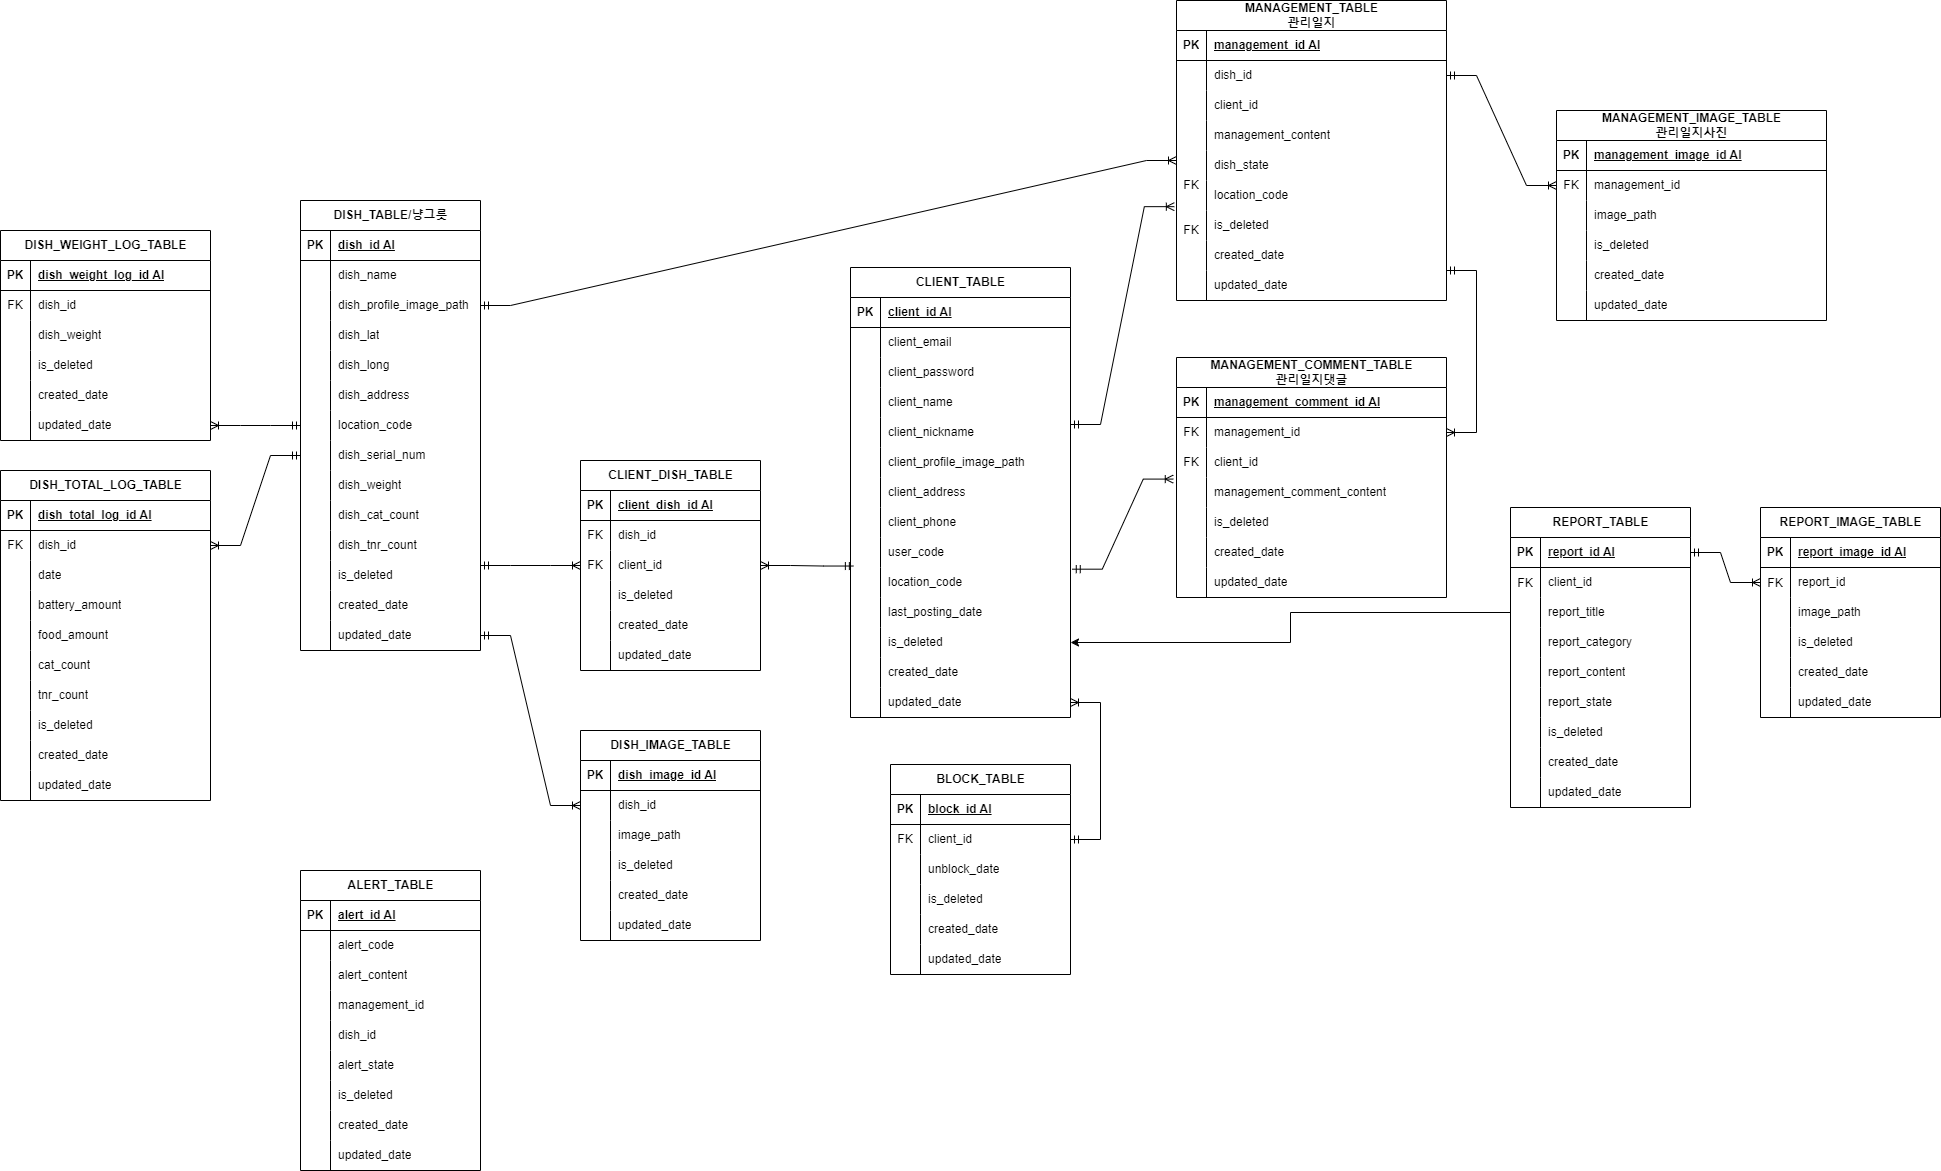 MANAGEMENT_TABLE
관리일지
PK management_id AI
dish_id
client_id
management_content
dish_state
FK
location_code
is_deleted
FK
created_date
updated_date
MANAGEMENT_IMAGE_TABLE
관리일지사진
PK management_image_id AI
FK management_id
image_path
is_deleted
created_date
updated_date
DISH_TABLE/냥그릇
PK dish_id AI
dish_name
dish_profile_image_path
dish_lat
dish_long
dish_address
location_code
dish_serial_num
dish_weight
dish_cat_count
dish_tnr_count
is_deleted
created_date
updated_date
DISH_WEIGHT_LOG_TABLE
PK dish_weight_log_id AI
FK dish_id
dish_weight
is_deleted
created_date
updated_date
DISH_TOTAL_LOG_TABLE
PK dish_total_log_id AI
FK dish_id
date
battery_amount
food_amount
cat_count
tnr_count
is_deleted
created_date
updated_date
CLIENT_TABLE
PK client_id AI
client_email
client_password
client_name
client_nickname
client_profile_image_path
client_address
client_phone
user_code
location_code
last_posting_date
is_deleted
created_date
updated_date
MANAGEMENT_COMMENT_TABLE
관리일지댓글
PK management_comment_id AI
FK management_id
FK client_id
management_comment_content
is_deleted
created_date
updated_date
CLIENT_DISH_TABLE
PK client_dish_id AI
FK dish_id
FK client_id
is_deleted
created_date
updated_date
REPORT_TABLE
PK report_id AI
FK client_id
report_title
report_category
report_content
report_state
is_deleted
created_date
updated_date
REPORT_IMAGE_TABLE
PK report_image_id AI
FK report_id
image_path
is_deleted
created_date
updated_date
DISH_IMAGE_TABLE
PK dish_image_id AI
dish_id
image_path
is_deleted
created_date
updated_date
BLOCK_TABLE
PK block_id AI
FK client_id
unblock_date
is_deleted
created_date
updated_date
ALERT_TABLE
PK alert_id AI
alert_code
alert_content
management_id
dish_id
alert_state
is_deleted
created_date
updated_date